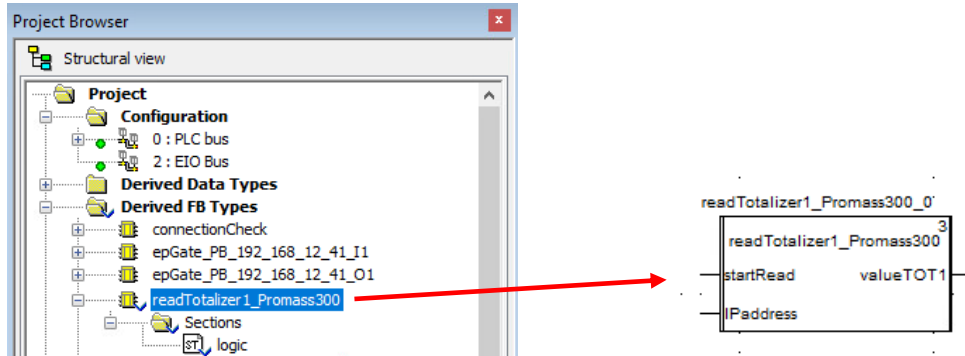 Project Browser
x
Structural view
Project
Configuration
0 : PLC bus
2 : EIO Bus
Derived Data Types
Derived FB Types
connectionCheck
epGate_PB_192_168_12_41_I1
epGate_PB_192_168_12_41_O1
readTotalizer1_Promass300
Sections
ST logic
readTotalizer1_Promass300_0
3
readTotalizer1_Promass300
startRead valueTOT1
IPaddress